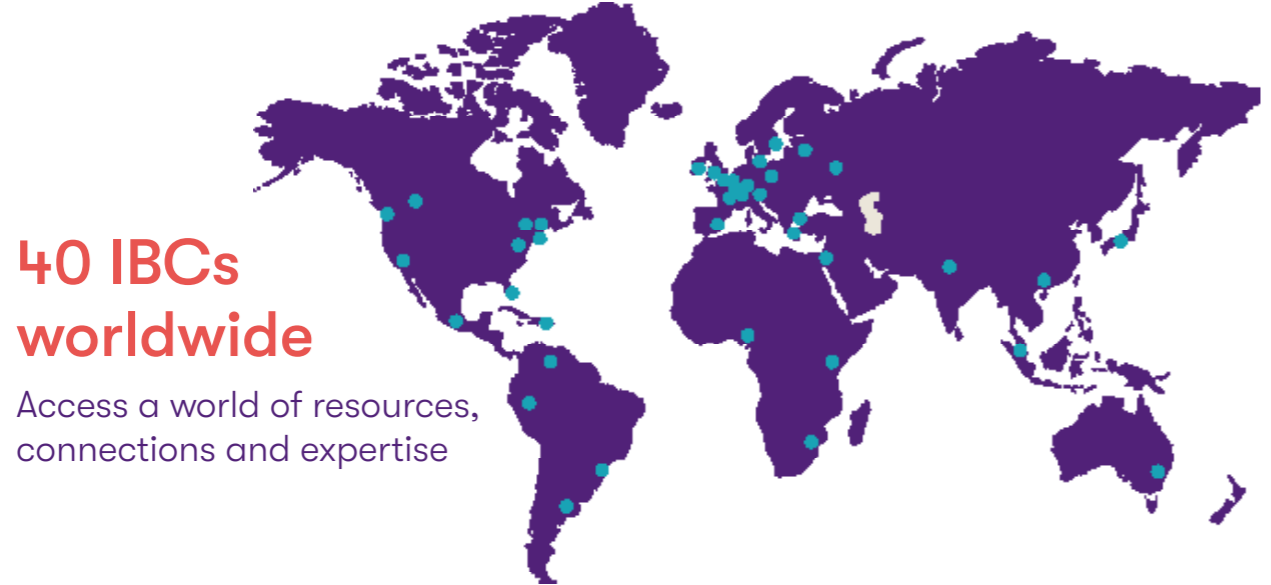 40 IBCs
worldwide
Access a world of resources,
connections and expertise